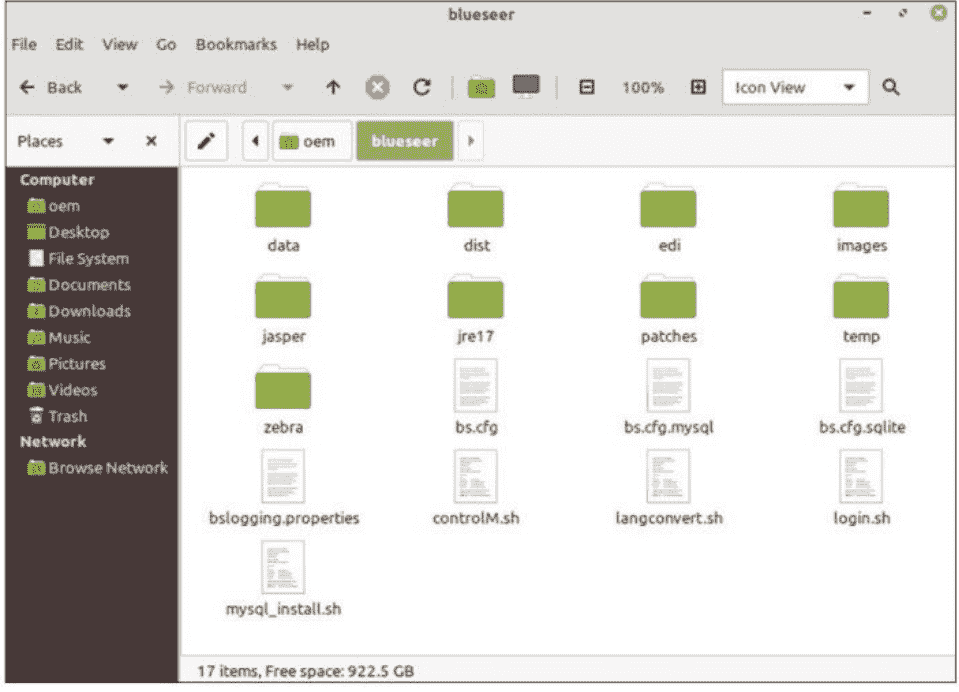 blueseer
File Edit View Go Bookmarks Help
Back Forward 100% Icon View
Places oem blueseer
Computer
oem
Desktop
File System
Documents
Downloads
Music
Pictures
Videos
Trash
Network
Browse Network
data dist edi images
jasper jre17 patches temp
zebra bs.cfg bs.cfg.mysql bs.cfg.sqlite
bslogging.properties controlM.sh langconvert.sh login.sh
mysql_install.sh
17 items, Free space: 922.5 GB